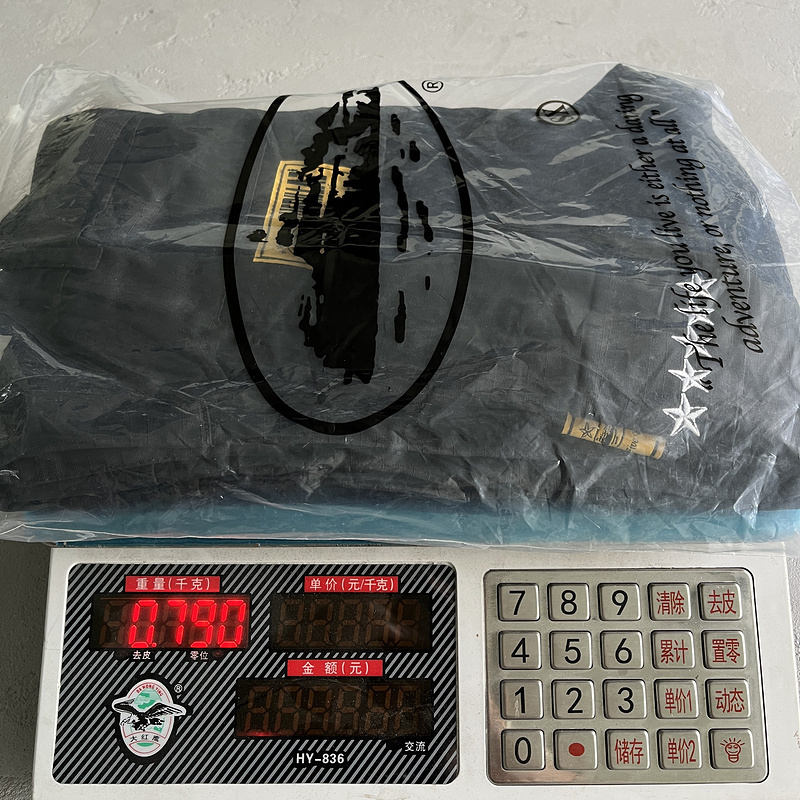 ®
"The life you live is either a daring
adventure, or nothing at all"
重量(千克)
单价(元/千克)
0.790
去皮
零位
金额(元)
DA HONG YING
®
大红鹰
HY-836
交流
7 8 9 清除 去皮
4 5 6 累计 置零
1 2 3 单价1 动态
0 储存 单价2